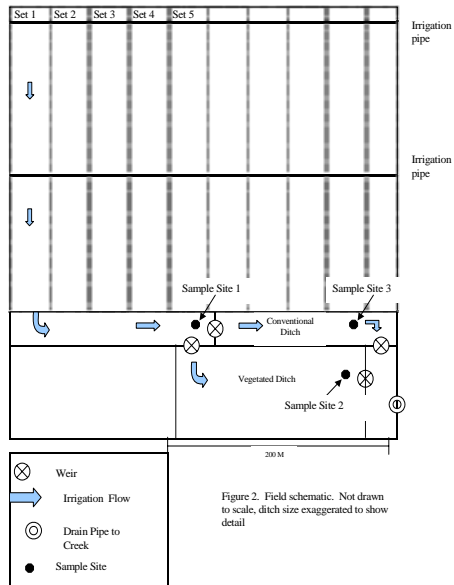 Set 1 Set 2 Set 3 Set 4 Set 5
Irrigation
pipe
Irrigation
pipe
Sample Site 1
Sample Site 3
Conventional
Ditch
Vegetated Ditch
Sample Site 2
200 M
Weir
Irrigation Flow
Drain Pipe to
Creek
Sample Site
Figure 2. Field schematic. Not drawn
to scale, ditch size exaggerated to show
detail